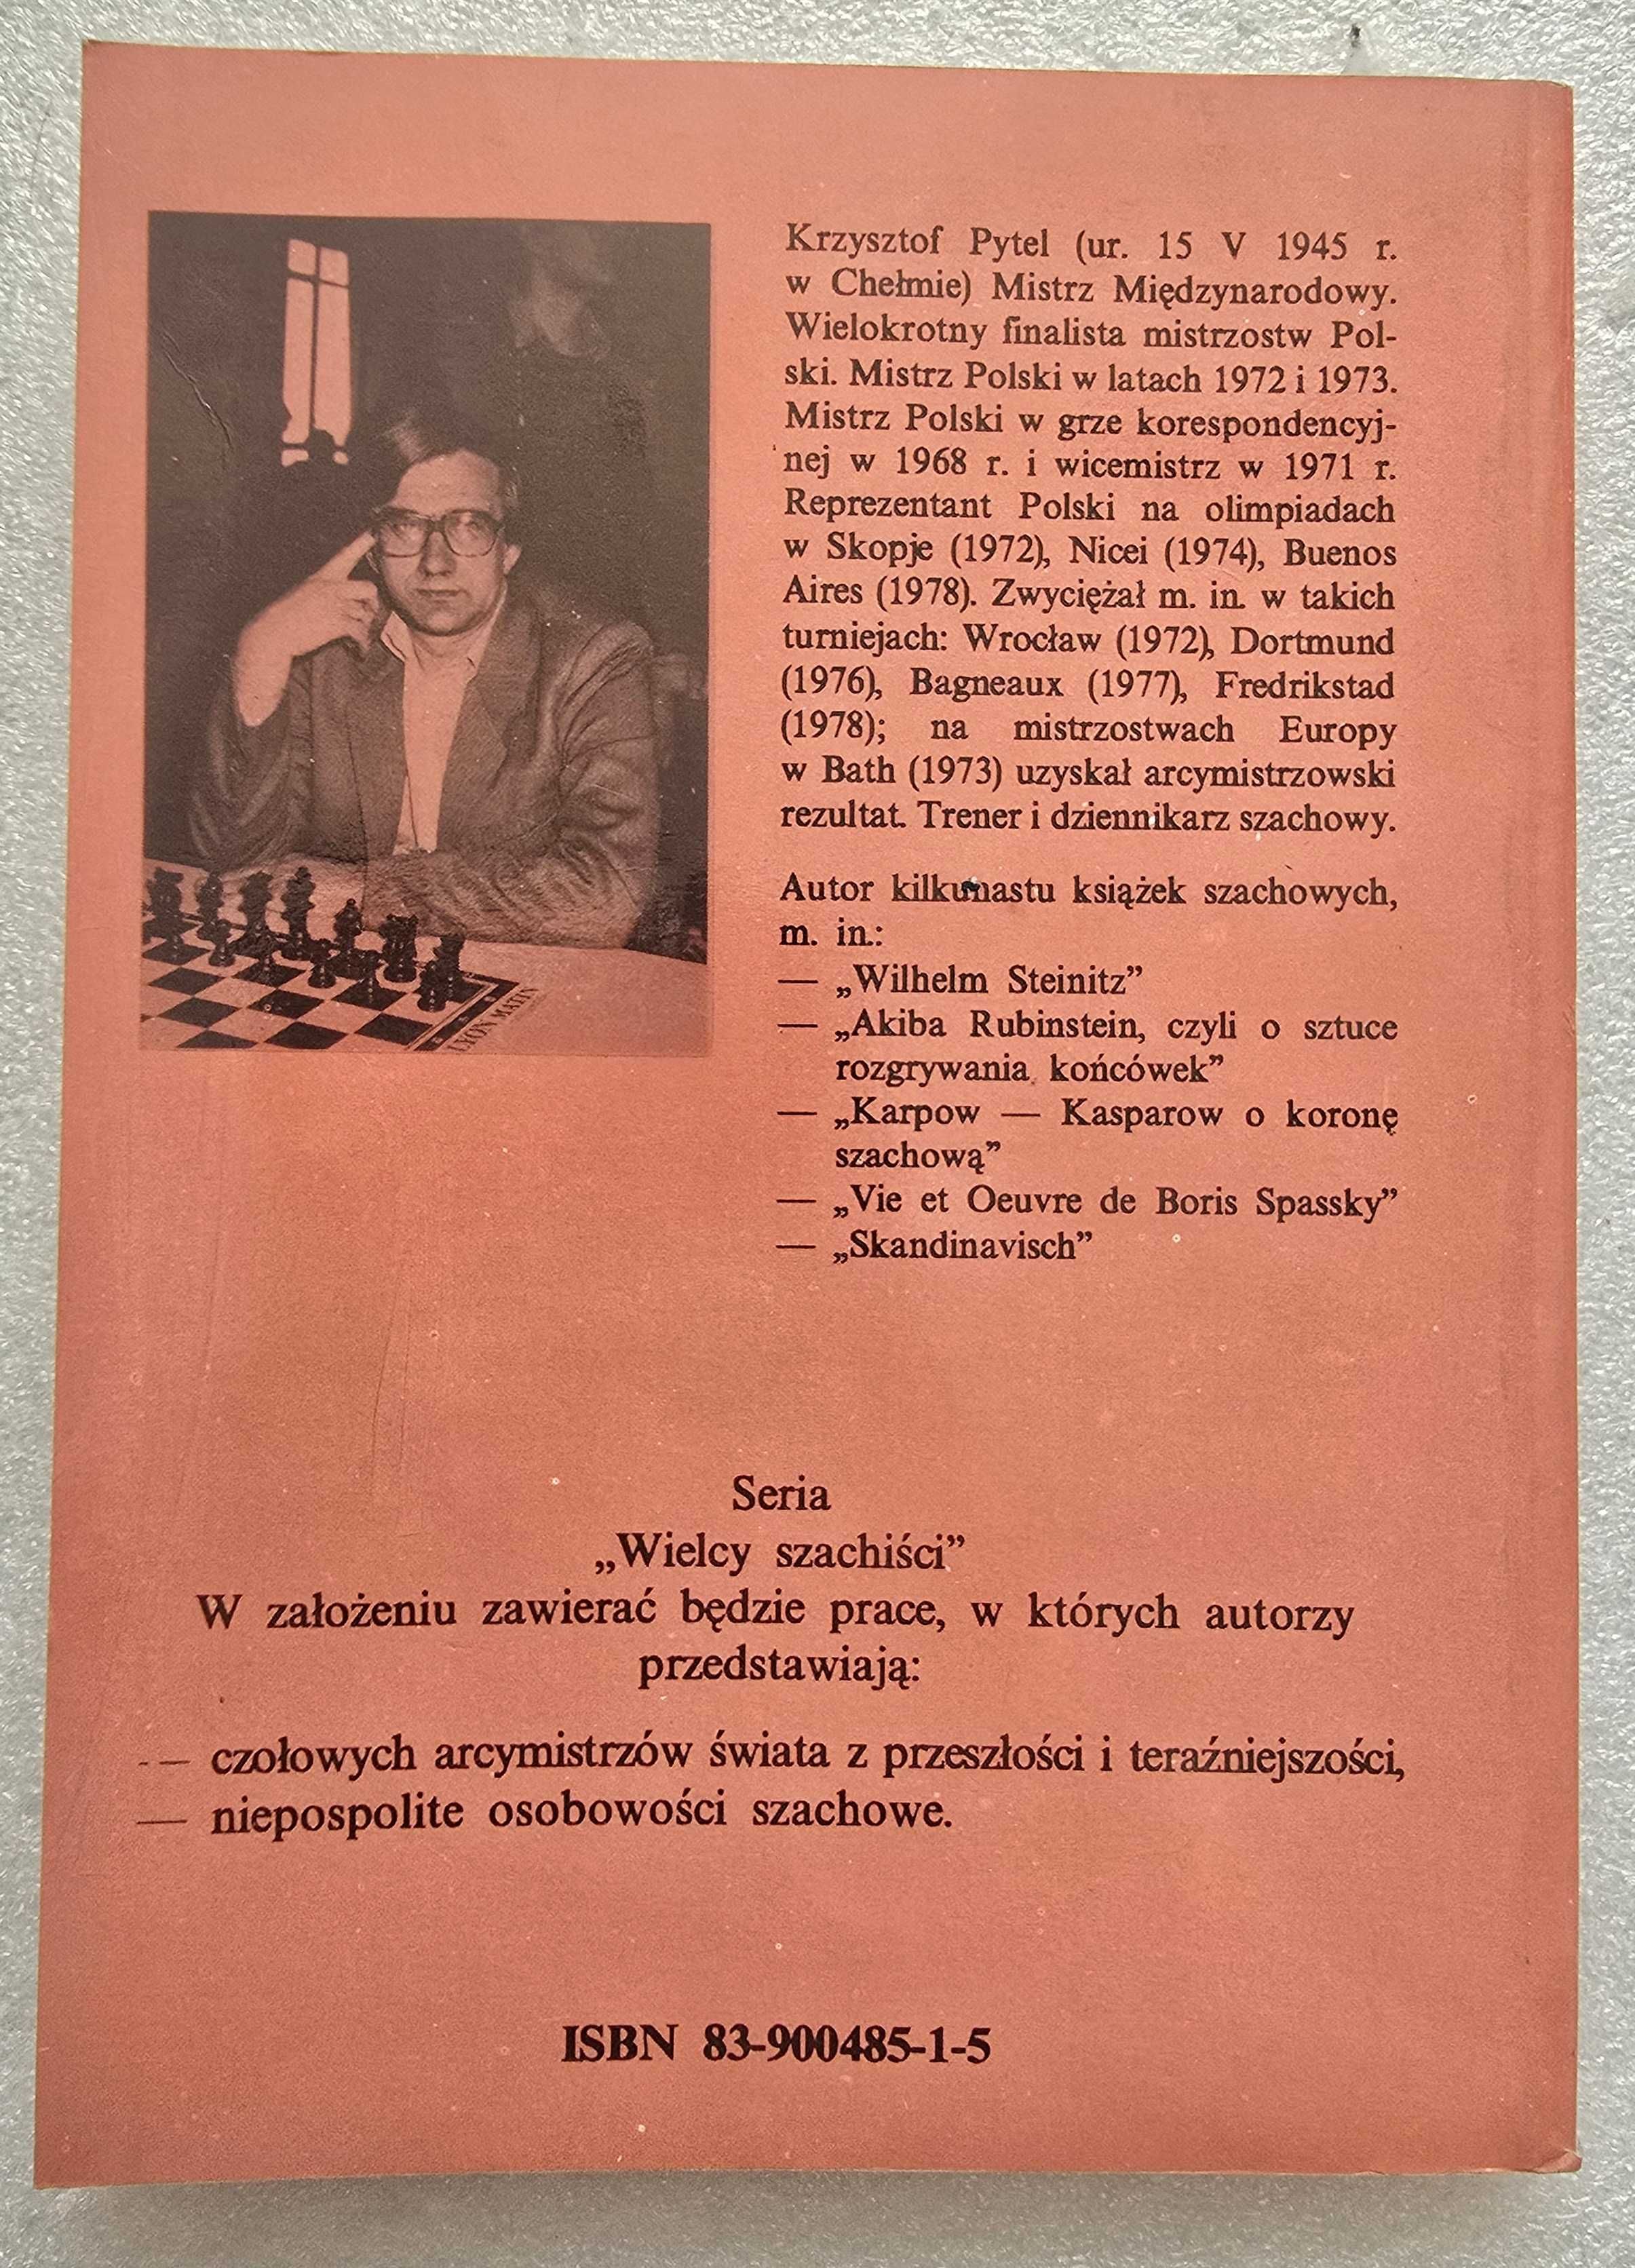 Krzysztof Pytel (ur. 15 V 1945 r.
w Chełmie) Mistrz Międzynarodowy.
Wielokrotny finalista mistrzostw Pol-
ski. Mistrz Polski w latach 1972 i 1973.
Mistrz Polski w grze korespondencyj-
nej w 1968 r. i wicemistrz w 1971 r.
Reprezentant Polski na olimpiadach
w Skopje (1972), Nicei (1974), Buenos
Aires (1978). Zwyciężał m. in. w takich
turniejach: Wrocław (1972), Dortmund
(1976), Bagneaux (1977), Fredrikstad
(1978); na mistrzostwach Europy
w Bath (1973) uzyskał arcymistrzowski
rezultat. Trener i dziennikarz szachowy.
Autor kilkunastu książek szachowych,
m. in.:
— „Wilhelm Steinitz”
— „Akiba Rubinstein, czyli o sztuce
rozgrywania końcówek”
— „Karpow — Kasparow o koronę
szachową”
— „Vie et Oeuvre de Boris Spassky”
— „Skandinavisch”
LYON MATIN
Seria
„Wielcy szachiści”
W założeniu zawierać będzie prace, w których autorzy
przedstawiają:
-— czołowych arcymistrzów świata z przeszłości i teraźniejszości,
— niepospolite osobowości szachowe.
ISBN 83-900485-1-5